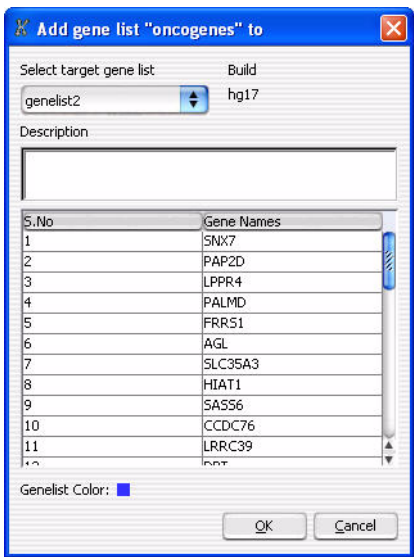 Add gene list "oncogenes" to
Select target gene list Build
genelist2 hg17
Description
S.No Gene Names
1 SNX7
2 PAP2D
3 LPPR4
4 PALMD
5 FRRS1
6 AGL
7 SLC35A3
8 HIAT1
9 SASS6
10 CCDC76
11 LRRC39
Genelist Color:
OK Cancel